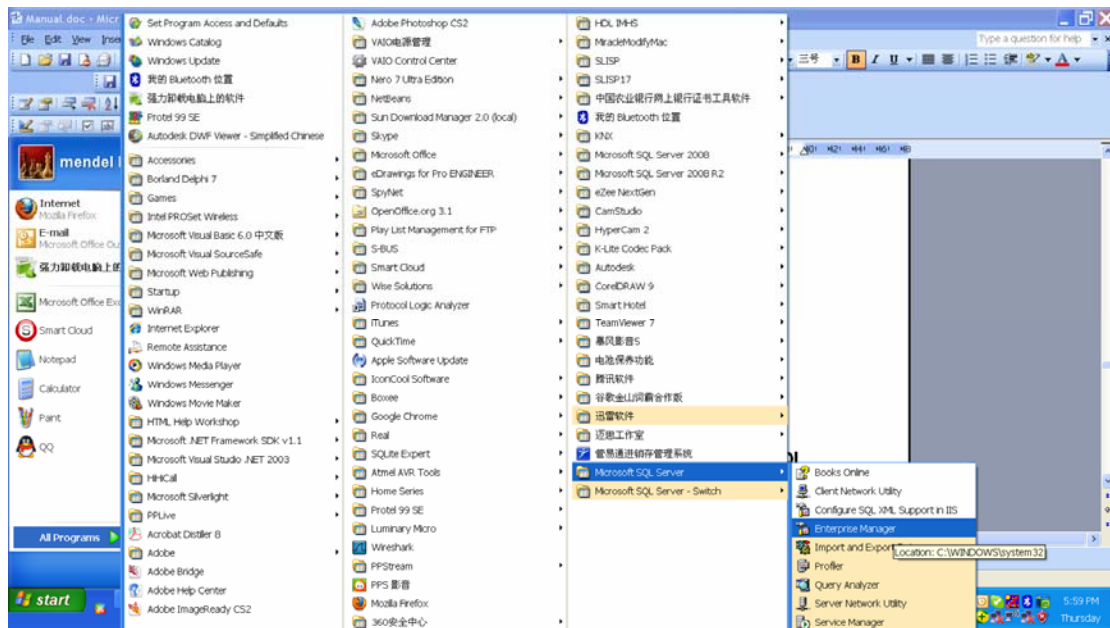 Manual.doc - Micr
File Edit View Inser
Type a question for help
三号
B I U
mendel
Internet
Mozilla Firefox
E-mail
Microsoft Office Ou
强力卸载电脑上的
Microsoft Office Exc
Smart Cloud
Notepad
Calculator
Paint
QQ
All Programs
start
Set Program Access and Defaults
Windows Catalog
Windows Update
我的 Bluetooth 位置
强力卸载电脑上的软件
Protel 99 SE
Autodesk DWF Viewer - Simplified Chinese
Accessories
Borland Delphi 7
Games
Intel PROSet Wireless
Microsoft Visual Basic 6.0 中文版
Microsoft Visual SourceSafe
Microsoft Web Publishing
Startup
WinRAR
Internet Explorer
Remote Assistance
Windows Media Player
Windows Messenger
Windows Movie Maker
HTML Help Workshop
Microsoft .NET Framework SDK v1.1
Microsoft Visual Studio .NET 2003
HHCal
Microsoft Silverlight
PPLive
Acrobat Distiller 8
Adobe
Adobe Bridge
Adobe Help Center
Adobe ImageReady CS2
Adobe Photoshop CS2
VAIO电源管理
VAIO Control Center
Nero 7 Ultra Edition
NetBeans
Sun Download Manager 2.0 (local)
Skype
Microsoft Office
eDrawings for Pro ENGINEER
SpyNet
OpenOffice.org 3.1
Play List Management for FTP
S-BUS
Smart Cloud
Wise Solutions
Protocol Logic Analyzer
iTunes
QuickTime
Apple Software Update
IconCool Software
Boxee
Google Chrome
Real
SQLite Expert
Atmel AVR Tools
Home Series
Protel 99 SE
Luminary Micro
Wireshark
PPStream
PPS 影音
Mozilla Firefox
360安全中心
HDL IMHS
MiradeModifyMac
SLISP
SLISP17
中国农业银行网上银行证书工具软件
我的 Bluetooth 位置
KNX
Microsoft SQL Server 2008
Microsoft SQL Server 2008 R2
eZee NextGen
CamStudio
HyperCam 2
K-Lite Codec Pack
Autodesk
CorelDRAW 9
Smart Hotel
TeamViewer 7
暴风影音5
电池保养功能
腾讯软件
谷歌金山词霸合作版
迅雷软件
迈思工作室
管易通进销存管理系统
Microsoft SQL Server
Microsoft SQL Server - Switch
Books Online
Client Network Utility
Configure SQL XML Support in IIS
Enterprise Manager
Import and Export
Location: C:\WINDOWS\system32
Profiler
Query Analyzer
Server Network Utility
Service Manager
5:59 PM
Thursday